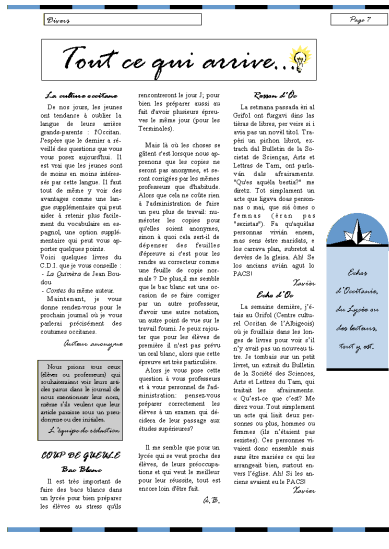 Divers
Page 7
Tout ce qui arrive...
La culture occitane
De nos jours, les jeunes
ont tendance à oublier la
langue de leurs arrière
grands-parents : l'Occitan.
J'espère que le dernier a ré-
veillé des questions que vous
vous posez aujourd'hui. Il
est vrai que les jeunes sont
de moins en moins intéres-
sés par cette langue. Il faut
tout de même y voir des
avantages comme une lan-
gue supplémentaire qui peut
aider à retenir plus facile-
ment du vocabulaire en es-
pagnol, une option supplé-
mentaire qui peut vous ap-
porter quelques points.
Voici quelques livres du
C.D.I. que je vous conseille :
- La Quimèra de Jean Bou-
dou
- Contes du même auteur.
Maintenant, je vous
donne rendez-vous pour le
prochain journal où je vous
parlerai précisément des
coutumes occitanes.
Auteur anonyme
Nous prions tous ceux
(élèves ou professeurs) qui
souhaiteraient voir leurs arti-
cles parus dans le journal de
nous mentionner leur nom,
même s'ils veulent que leur
article paraisse sous un pseu
donyme ou des initiales.
L'équipe de rédaction
COUP DE GUEULE
Bac Blanc
Il est très important de
faire des bacs blancs dans
un lycée pour bien préparer
les élèves au stress qu'ils
rencontreront le jour J, pour
bien les préparer aussi au
fait d'avoir plusieurs épreu-
ves le même jour (pour les
Terminales).
Mais là où les choses se
gâtent c'est lorsque nous ap-
prenons que les copies ne
seront pas anonymes, et se-
ront corrigées par les mêmes
professeurs que d'habitude.
Alors que cela ne coûte rien
à l'administration de faire
un peu plus de travail: nu-
méroter les copies pour
qu'elles soient anonymes,
sinon à quoi cela sert-il de
dépenser des feuilles
d'épreuve si c'est pour les
rendre au correcteur comme
une feuille de copie nor-
male ? De plus,il me semble
que le bac blanc est une oc-
casion de se faire corriger
par un autre professeur,
d'avoir une autre notation,
un autre point de vue sur le
travail fourni. Je peux rajou-
ter que pour les élèves de
première il n'est pas prévu
un oral blanc, alors que cette
épreuve est très particulière.
Alors je vous pose cette
question à vous professeurs
et à vous personnel de l'ad-
ministration: pensez-vous
préparer correctement les
élèves à un examen qui dé-
cidera de leur passage aux
études supérieures?
Il me semble que pour un
lycée qui se veut proche des
élèves, de leurs préoccupa-
tions et qui veut le meilleur
pour leur réussite, tout est
encore loin d'être fait.
A. B.
Resson d'Oc
La setmana passada èri al
Grifol ont furgavi dins las
tièras de libres, per veire si i
aviá pas un novèl títol. Tra-
pèri un pichon libròt, ex-
trach dal Bulletin de la So-
cietat de Sciences, Arts et
Lettres de Tarn, ont parla-
ván dals afrairaments.
"Qu'es aquela bestia?" me
diretz. Tot simplament un
acte que ligava doas person-
nas o mai, que siá òmes o
femnas (èran pas
"sexistas"). Fa qu'aquelas
personnas vivián ensem,
mas sens èstre maridats, e
los carrava plan, subretot al
devèrs de la gleisa. Ah! Se
los ancians avián agut lo
PACS!
Xavier
Echo d'Oc
La semaine dernière, j'é-
tais au Grifol (Centre cultu-
rel Occitan de l'Albigeois)
où je fouillais dans les lon-
ges de livres pour voir s'il
n'y avait pas un nouveau ti-
tre. Je tombais sur un petit
livret, un extrait du Bulletin
de la Société des Sciences,
Arts et Lettres du Tarn, qui
traitait les afrairaments.
« Qu'est-ce que c'est? Me
direz vous. Tout simplement
un acte qui liait deux per-
sonnes ou plus, hommes ou
femmes (ils n'étaient pas
sexistes). Ces personnes vi-
vaient donc ensemble mais
sans être mariées ce qui les
arrangeait bien, surtout en-
vers l'église. Ah! Si les an-
ciens avaient eu le PACS!
Xavier
Echos
d'Occitanie,
du Lycée ou
des lecteurs,
tout y est.